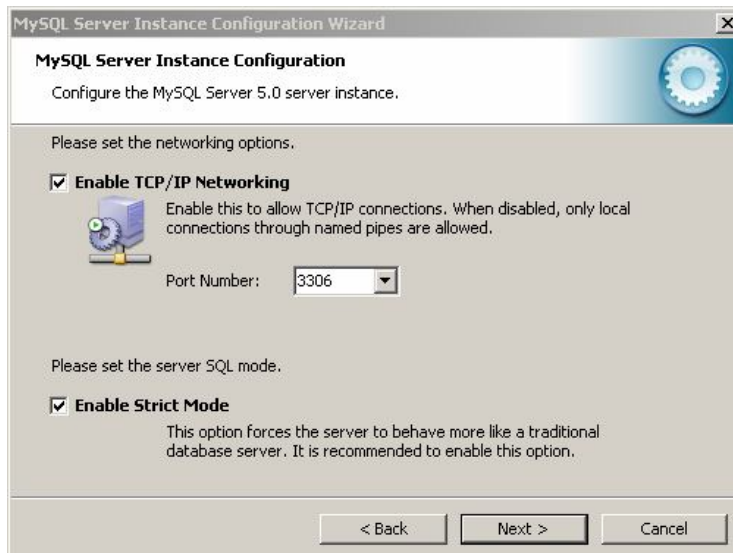 MySQL Server Instance Configuration Wizard
MySQL Server Instance Configuration
Configure the MySQL Server 5.0 server instance.
Please set the networking options.
Enable TCP/IP Networking
Enable this to allow TCP/IP connections. When disabled, only local
connections through named pipes are allowed.
Port Number: 3306
Please set the server SQL mode.
Enable Strict Mode
This option forces the server to behave more like a traditional
database server. It is recommended to enable this option.
< Back Next > Cancel